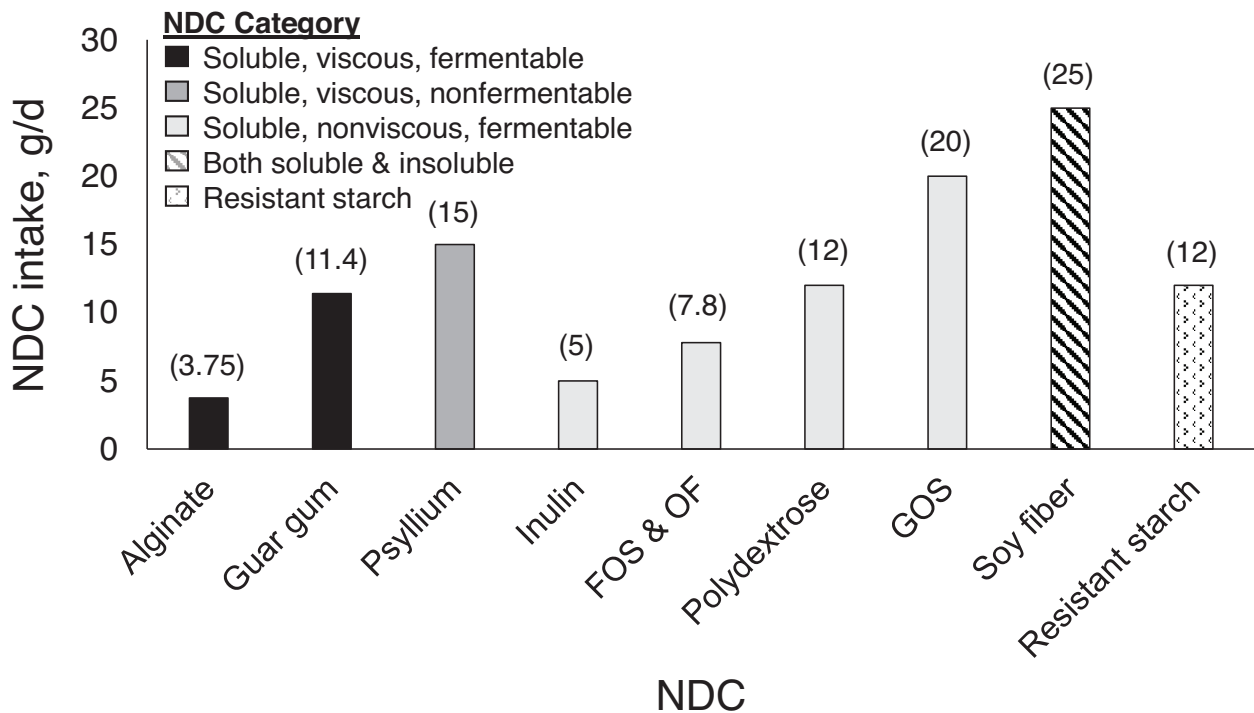 NDC Category
Soluble, viscous, fermentable
Soluble, viscous, nonfermentable
Soluble, nonviscous, fermentable
Both soluble & insoluble
Resistant starch
NDC intake, g/d
30
25
20
15
10
5
0
(3.75)
(11.4)
(15)
(5)
(7.8)
(12)
(20)
(25)
(12)
Alginate
Guar gum
Psyllium
Inulin
FOS & OF
Polydextrose
GOS
Soy fiber
Resistant starch
NDC